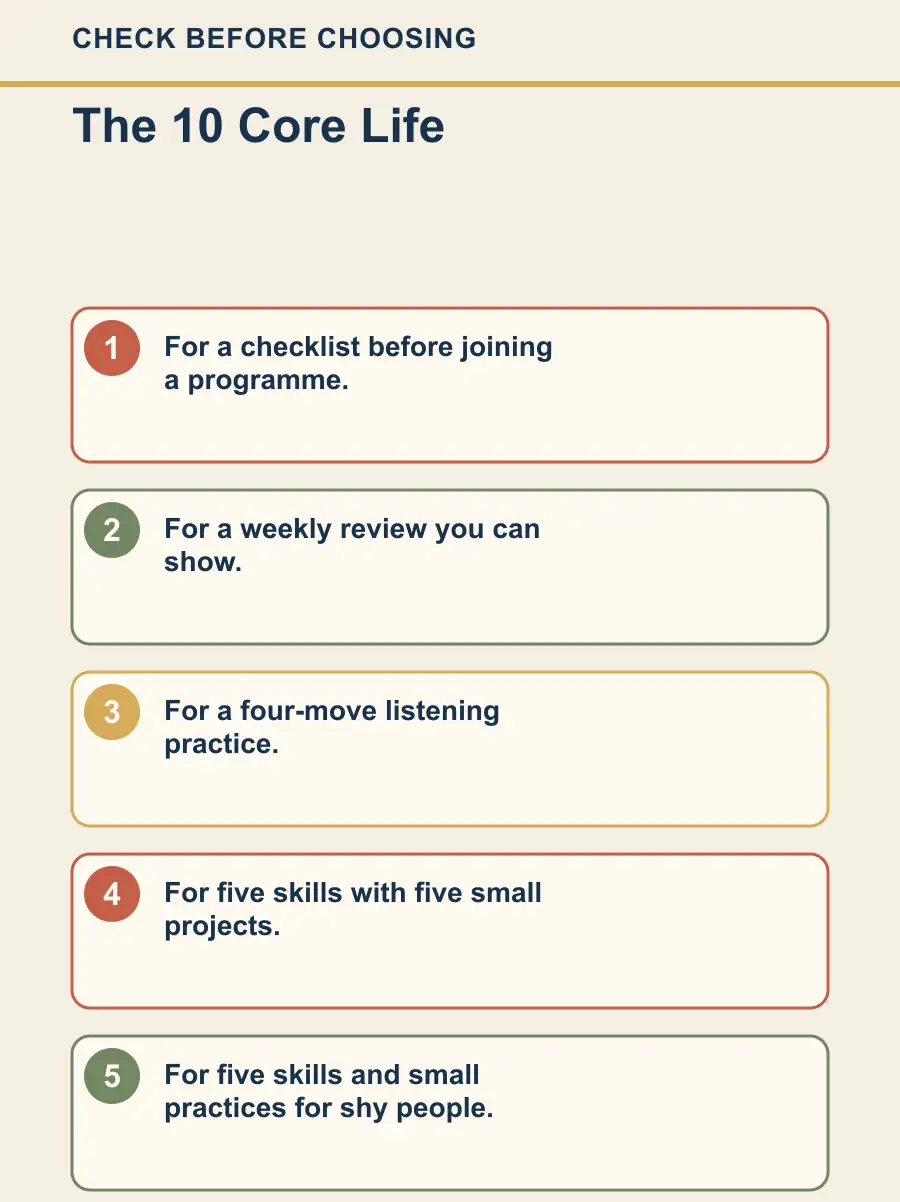 CHECK BEFORE CHOOSING
The 10 Core Life
1
For a checklist before joining
a programme.
2
For a weekly review you can
show.
3
For a four-move listening
practice.
4
For five skills with five small
projects.
5
For five skills and small
practices for shy people.